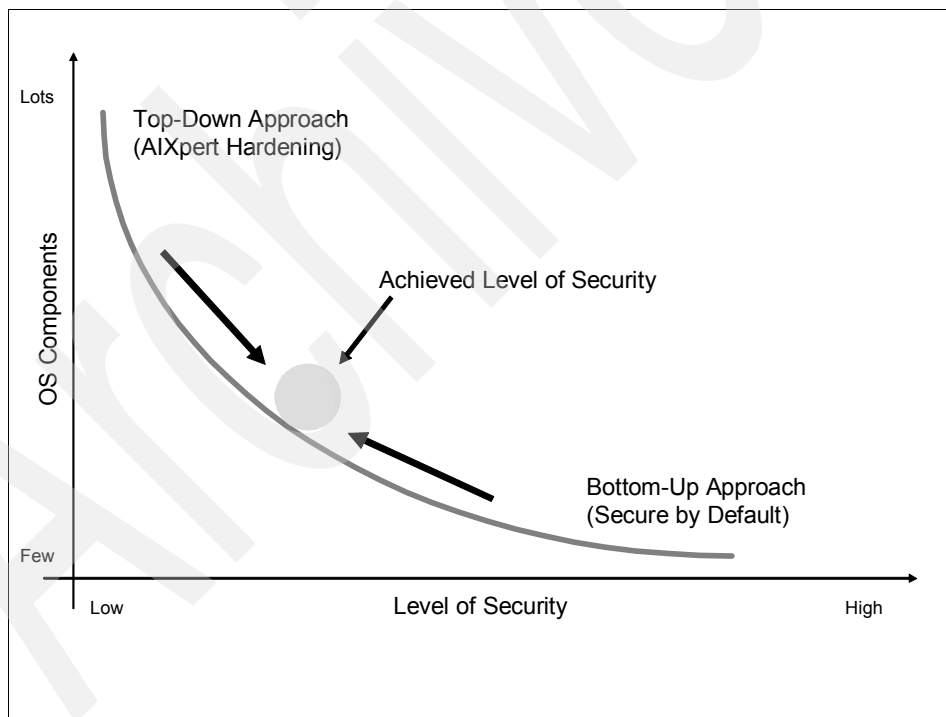 Lots
Top-Down Approach
(AIXpert Hardening)
Achieved Level of Security
OS Components
Bottom-Up Approach
(Secure by Default)
Few
Low
Level of Security
High
Archive